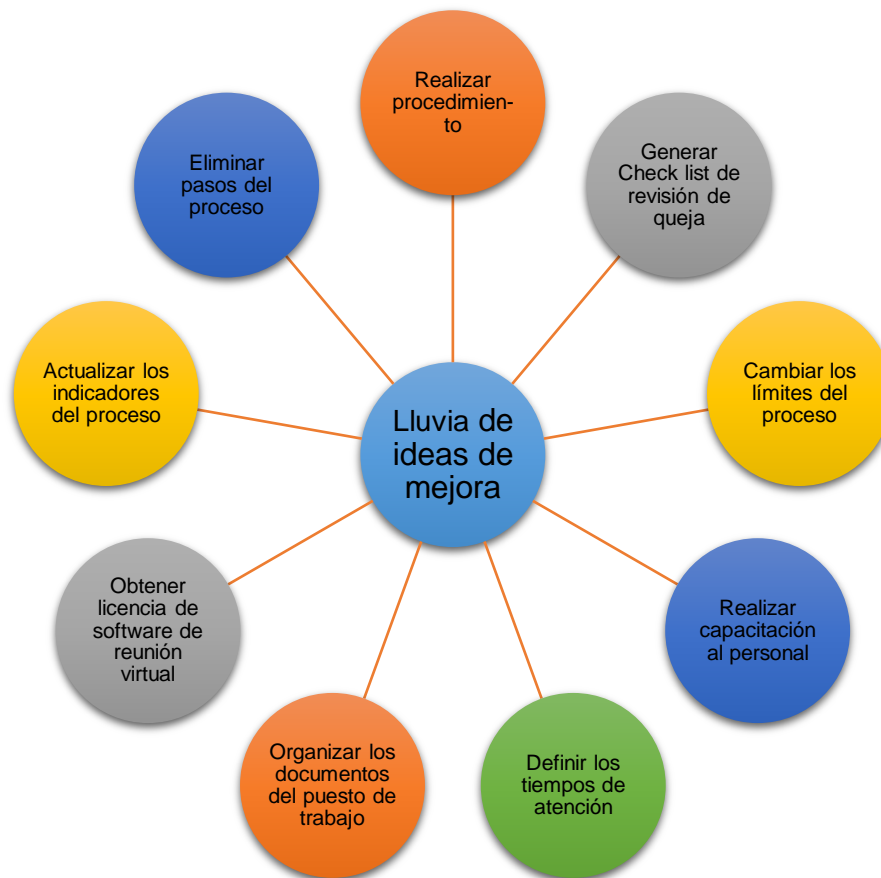 Realizar
procedimien-
to
Generar
Check list de
revisión de
queja
Cambiar los
límites del
proceso
Realizar
capacitación
al personal
Definir los
tiempos de
atención
Organizar los
documentos
del puesto de
trabajo
Obtener
licencia de
software de
reunión
virtual
Actualizar los
indicadores
del proceso
Eliminar
pasos del
proceso
Lluvia de
ideas de
mejora